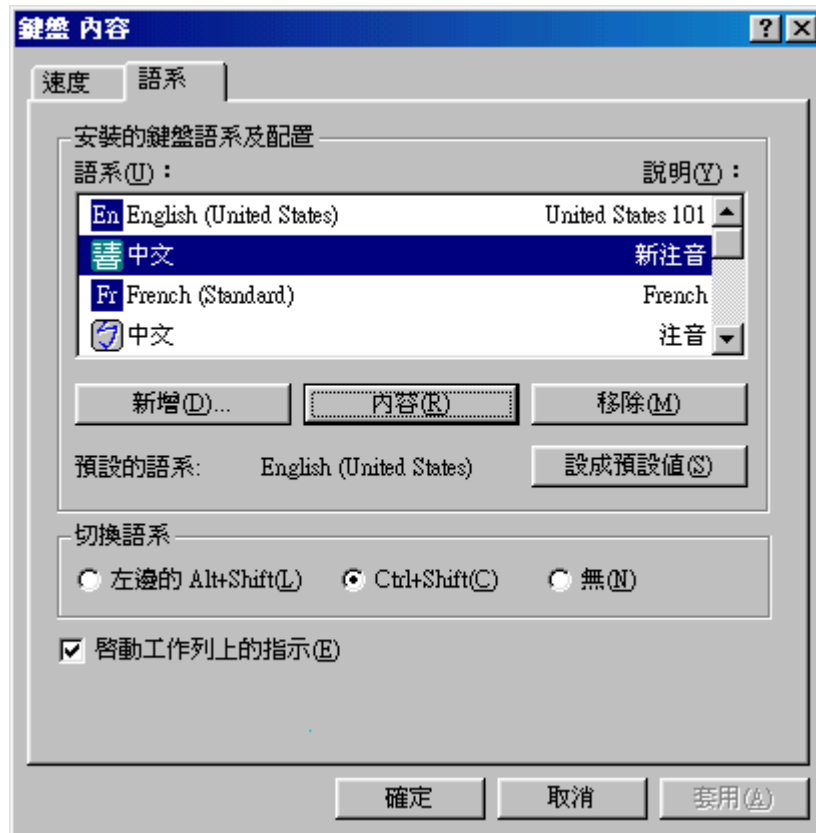 鍵盤 內容
速度 語系
安裝的鍵盤語系及配置
語系(U)： 說明(Y)：
En English (United States) United States 101
中文 新注音
Fr French (Standard) French
ㄅ 中文 注音
新增(D)... 內容(R) 移除(M)
預設的語系: English (United States) 設成預設值(S)
切換語系
左邊的 Alt+Shift(L) Ctrl+Shift(C) 無(N)
啓動工作列上的指示(E)
確定 取消 套用(A)